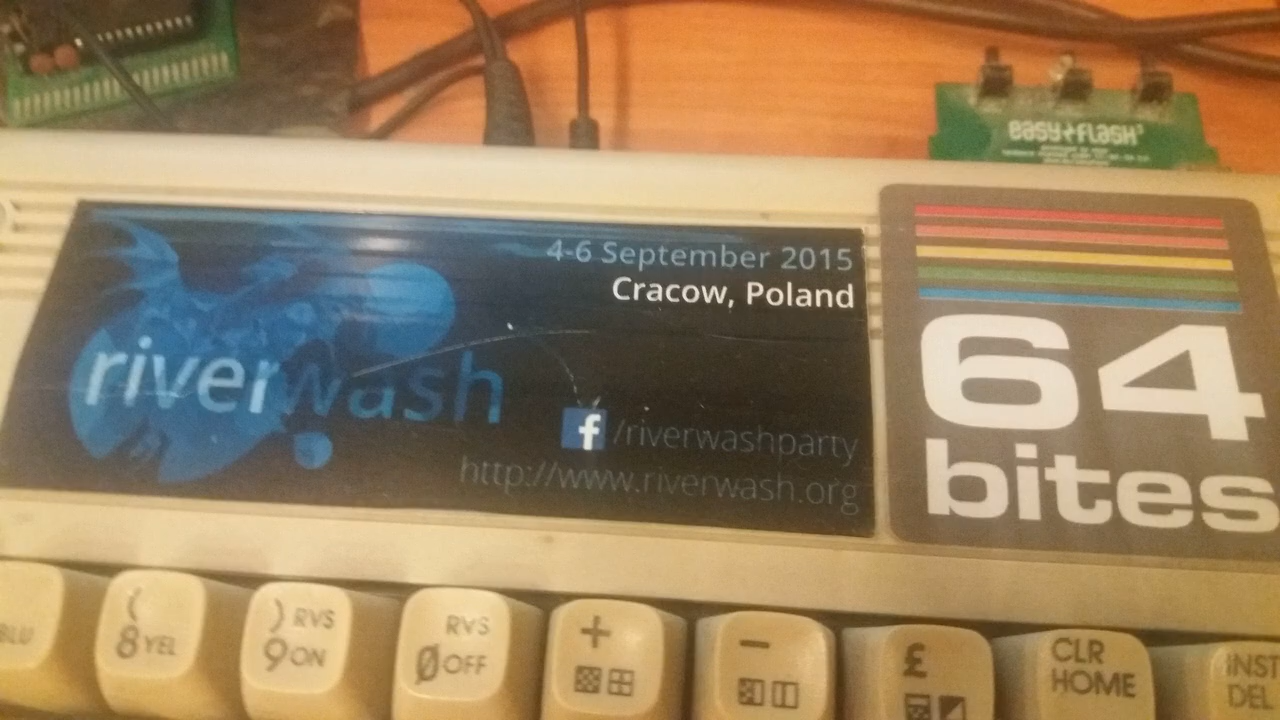 easy flash³
4-6 September 2015
Cracow, Poland
riverwash
f /riverwashparty
http://www.riverwash.org
64
bites
BLU
( 8 YEL
) 9 RVS ON
0 RVS OFF
+
-
£
CLR HOME
INST DEL